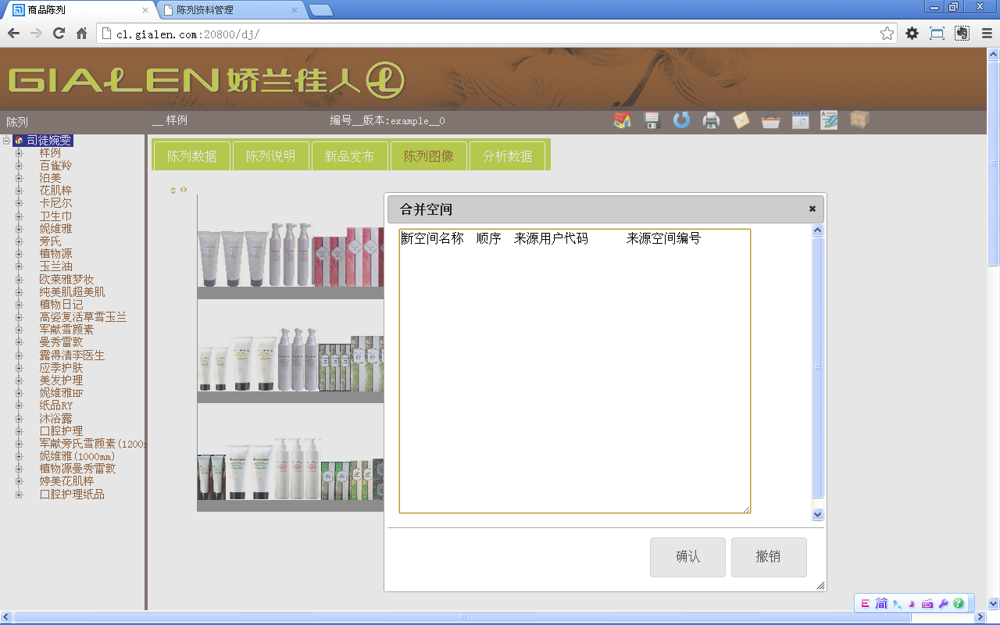 商品陈列
陈列资料管理
cl.gialen.com:20800/dj/
GIALEN 娇兰佳人
陈列
__ 样例
编号__版本:example__0
司徒婉雯
样例
百雀羚
泊美
花肌粹
卡尼尔
卫生巾
妮维雅
旁氏
植物源
玉兰油
欧莱雅梦妆
纯美肌超美肌
植物日记
高姿复活草雪玉兰
军献雪颜素
曼秀雷敦
露得清李医生
应季护肤
美发护理
妮维雅HF
纸品RY
沐浴露
口腔护理
军献旁氏雪颜素(1200
妮维雅(1000mm)
植物源曼秀雷敦
婷美花肌粹
口腔护理纸品
陈列数据
陈列说明
新品发布
陈列图像
分析数据
合并空间
新空间名称 顺序 来源用户代码 来源空间编号
确认
撤销
E 简